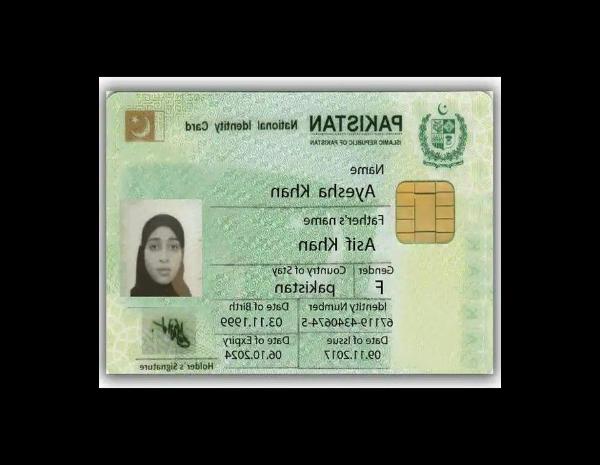 PAKISTAN National Identity Card
ISLAMIC REPUBLIC OF PAKISTAN
Name
Ayesha Khan
Father's name
Asif Khan
Gender Country of Stay
F pakistan
Identity Number Date of Birth
67119-4340674-5 03.11.1999
Date of Issue Date of Expiry
09.11.2017 06.10.2024
Holder's Signature